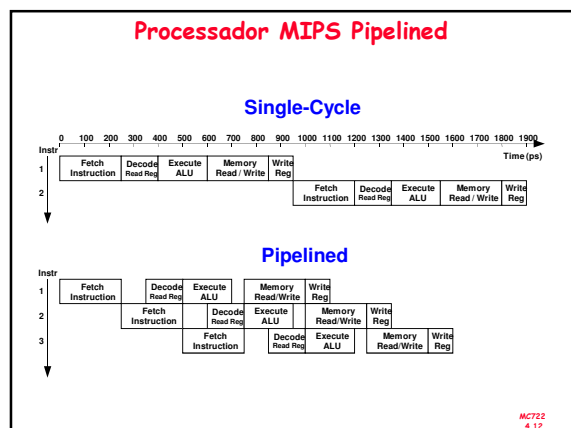 Processador MIPS Pipelined
Single-Cycle
Instr
0 100 200 300 400 500 600 700 800 900 1000 1100 1200 1300 1400 1500 1600 1700 1800 1900
Time (ps)
1
Fetch
Instruction
Decode
Read Reg
Execute
ALU
Memory
Read / Write
Write
Reg
2
Fetch
Instruction
Decode
Read Reg
Execute
ALU
Memory
Read / Write
Write
Reg
Pipelined
Instr
1
Fetch
Instruction
Decode
Read Reg
Execute
ALU
Memory
Read/Write
Write
Reg
2
Fetch
Instruction
Decode
Read Reg
Execute
ALU
Memory
Read/Write
Write
Reg
3
Fetch
Instruction
Decode
Read Reg
Execute
ALU
Memory
Read/Write
Write
Reg
MC722
4.12